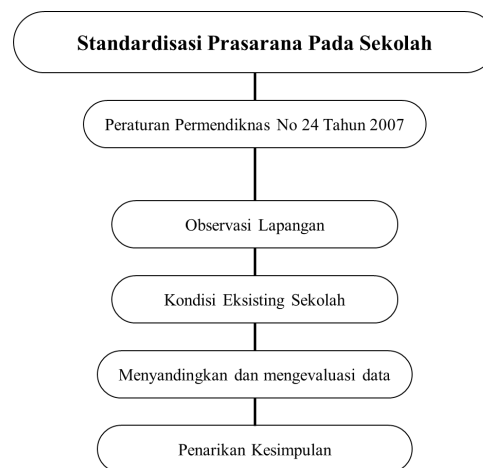 Standardisasi Prasarana Pada Sekolah
Peraturan Permendiknas No 24 Tahun 2007
Observasi Lapangan
Kondisi Eksisting Sekolah
Menyandingkan dan mengevaluasi data
Penarikan Kesimpulan